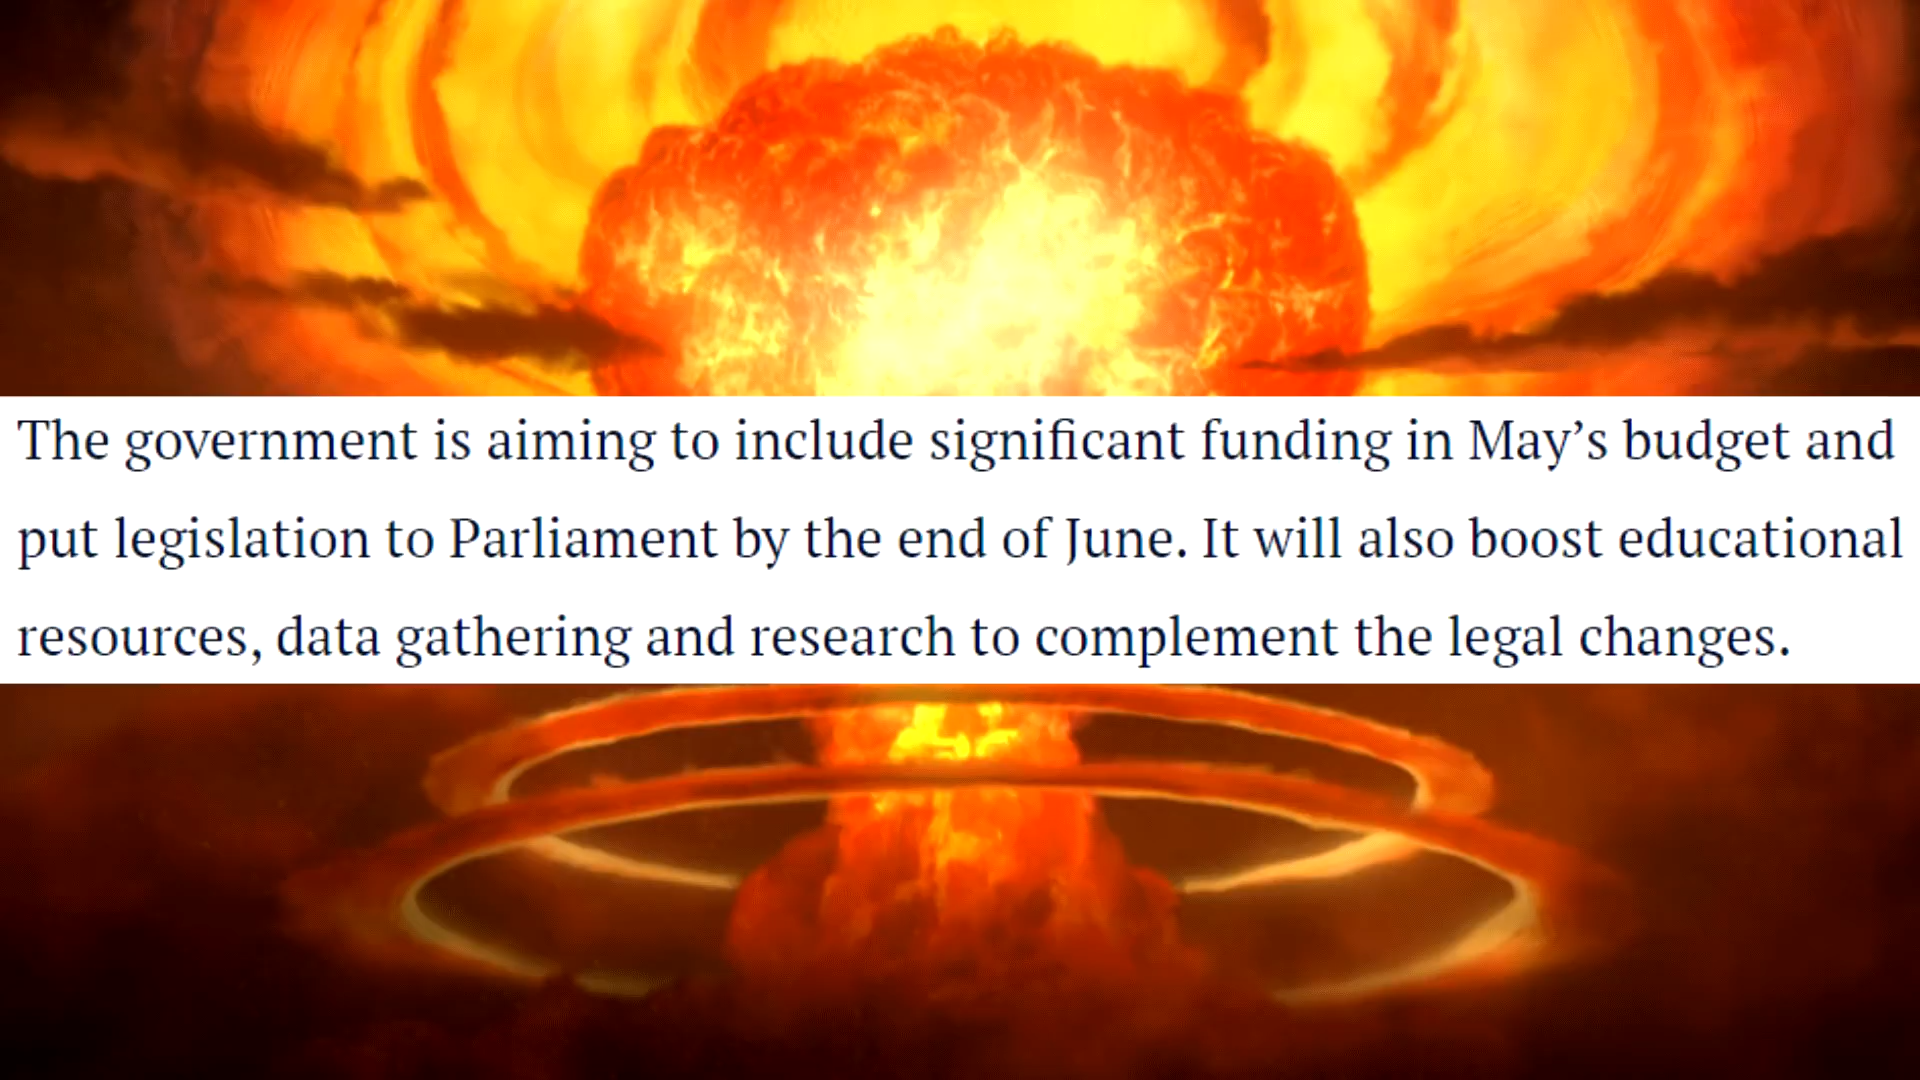 The government is aiming to include significant funding in May’s budget and
put legislation to Parliament by the end of June. It will also boost educational
resources, data gathering and research to complement the legal changes.